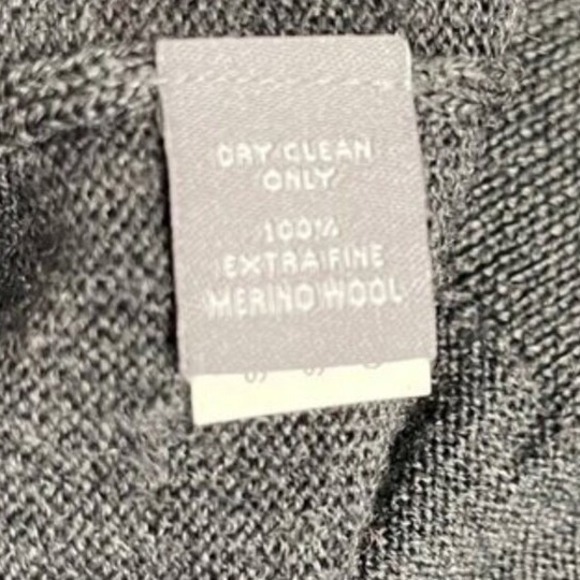 DRY CLEAN
ONLY
100%
EXTRA FINE
MERINO WOOL